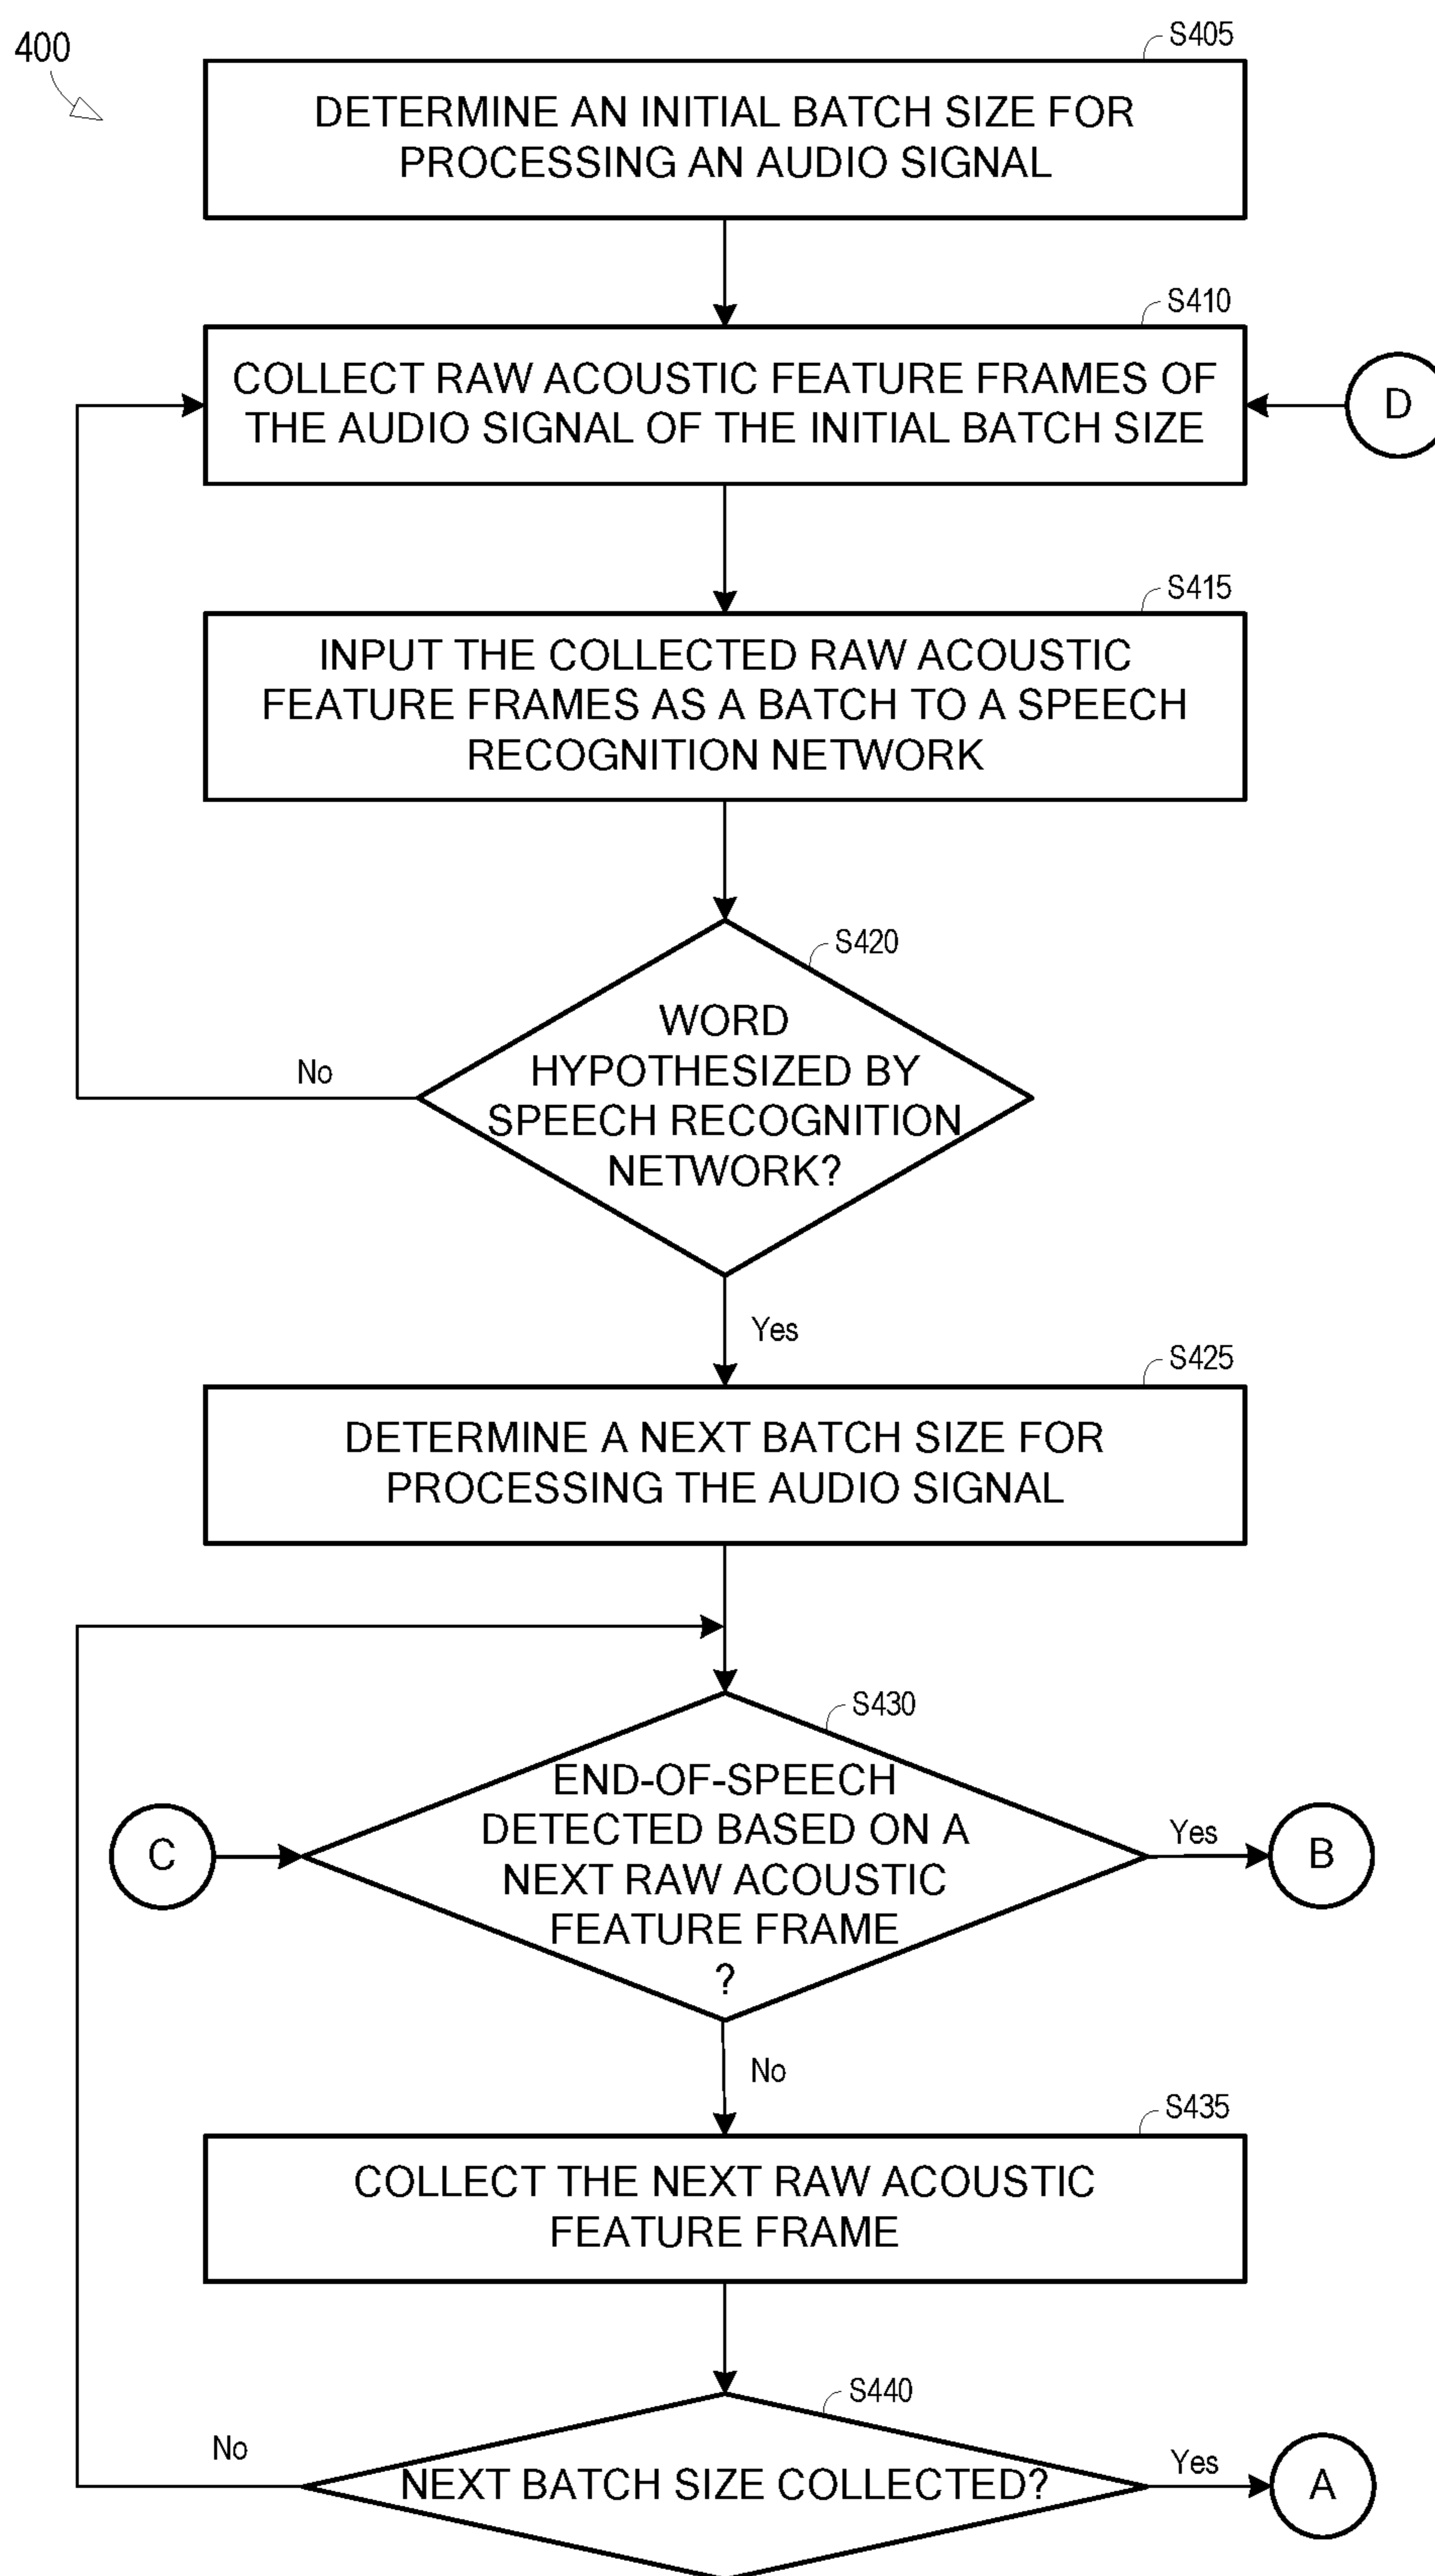 400
S405
DETERMINE AN INITIAL BATCH SIZE FOR
PROCESSING AN AUDIO SIGNAL
S410
COLLECT RAW ACOUSTIC FEATURE FRAMES OF
THE AUDIO SIGNAL OF THE INITIAL BATCH SIZE
D
S415
INPUT THE COLLECTED RAW ACOUSTIC
FEATURE FRAMES AS A BATCH TO A SPEECH
RECOGNITION NETWORK
S420
WORD
HYPOTHESIZED BY
SPEECH RECOGNITION
NETWORK?
No
Yes
S425
DETERMINE A NEXT BATCH SIZE FOR
PROCESSING THE AUDIO SIGNAL
S430
END-OF-SPEECH
DETECTED BASED ON A
NEXT RAW ACOUSTIC
FEATURE FRAME
?
C
Yes
B
No
S435
COLLECT THE NEXT RAW ACOUSTIC
FEATURE FRAME
S440
No
NEXT BATCH SIZE COLLECTED?
Yes
A